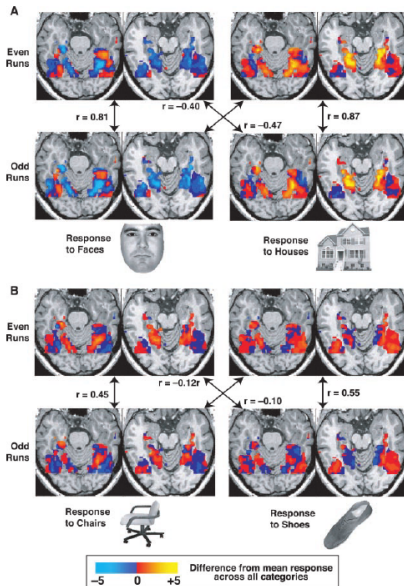 A
Even
Runs
r = 0.81
r = −0.40
r = −0.47
r = 0.87
Odd
Runs
Response
to Faces
Response
to Houses
B
Even
Runs
r = 0.45
r = −0.12r
r = −0.10
r = 0.55
Odd
Runs
Response
to Chairs
Response
to Shoes
−5 0 +5
Difference from mean response
across all categories